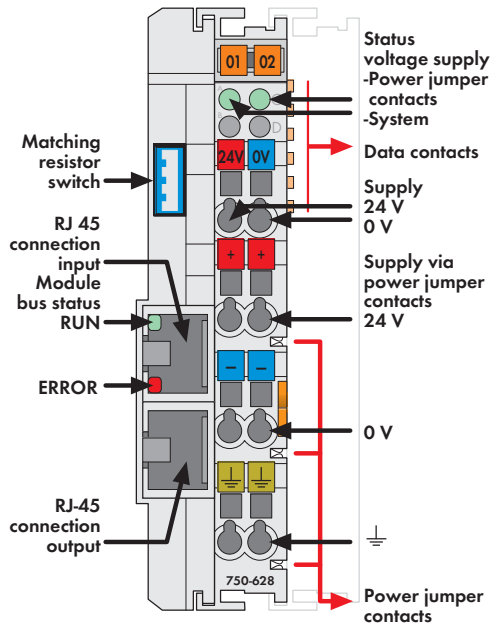 Status
voltage supply
-Power jumper
contacts
-System
Data contacts
Supply
24 V
0 V
Supply via
power jumper
contacts
24 V
0 V
Power jumper
contacts
Matching
resistor
switch
RJ 45
connection
input
Module
bus status
RUN
ERROR
RJ-45
connection
output
01 02
A C
B D
24V 0V
+ +
– –
750-628